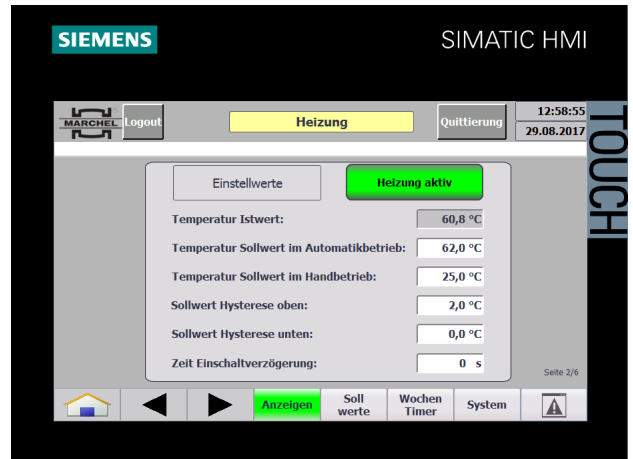 SIEMENS
SIMATIC HMI
TOUCH
MARCHEL
Logout
Heizung
Quittierung
12:58:55
29.08.2017
Einstellwerte
Heizung aktiv
Temperatur Istwert: 60,8 °C
Temperatur Sollwert im Automatikbetrieb: 62,0 °C
Temperatur Sollwert im Handbetrieb: 25,0 °C
Sollwert Hysterese oben: 2,0 °C
Sollwert Hysterese unten: 0,0 °C
Zeit Einschaltverzögerung: 0 s
Seite 2/6
Anzeigen
Soll
werte
Wochen
Timer
System